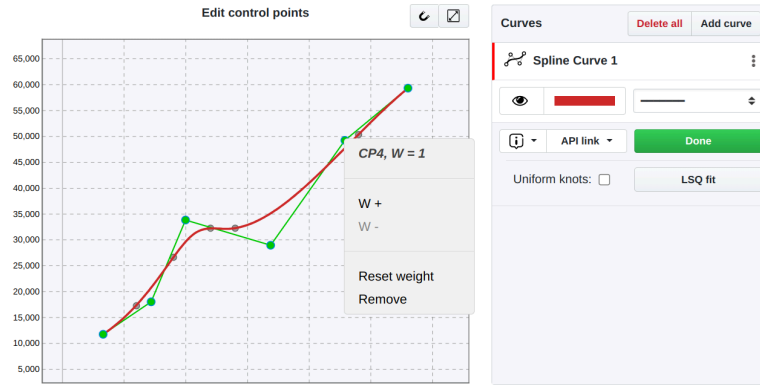 Edit control points
65,000
60,000
55,000
50,000
45,000
40,000
35,000
30,000
25,000
20,000
15,000
10,000
5,000
CP4, W = 1
W +
W -
Reset weight
Remove
Curves
Delete all
Add curve
Spline Curve 1
API link
Done
Uniform knots:
LSQ fit